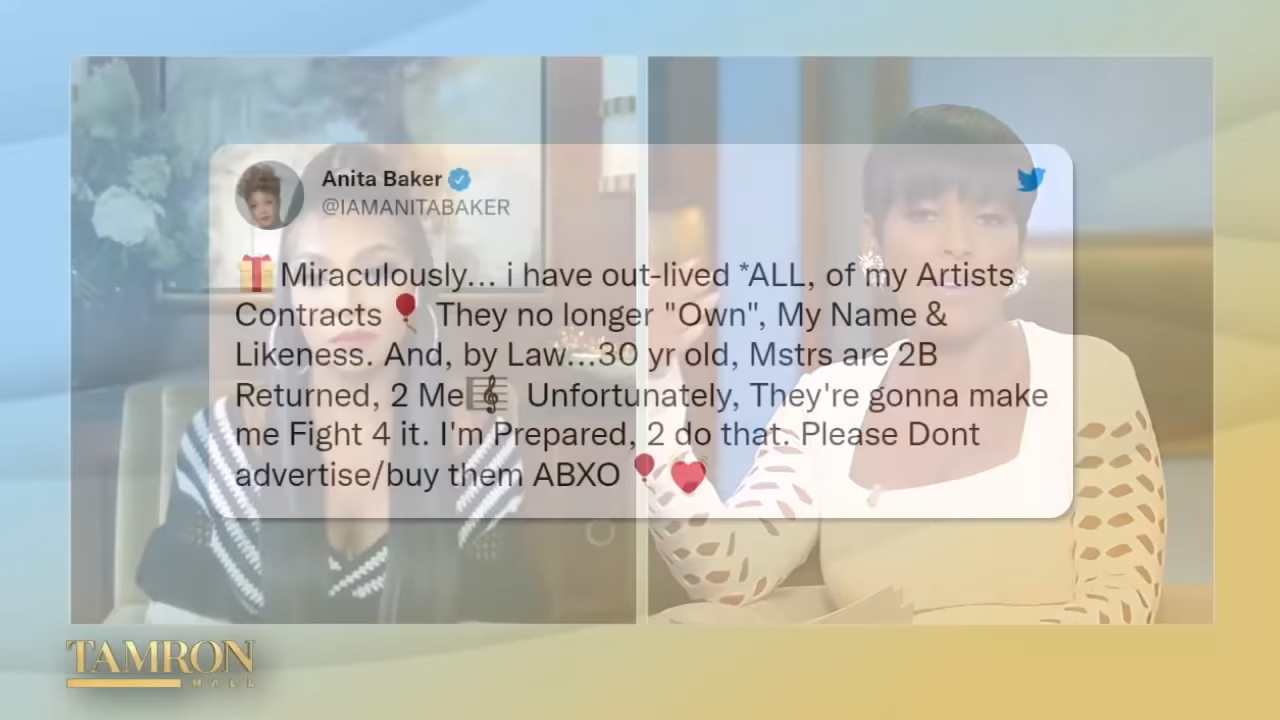 Anita Baker
@IAMANITABAKER
🎁 Miraculously... i have out-lived *ALL, of my Artists
Contracts 🎈 They no longer "Own", My Name &
Likeness. And, by Law...30 yr old, Mstrs are 2B
Returned, 2 Me🎼 Unfortunately, They're gonna make
me Fight 4 it. I'm Prepared, 2 do that. Please Dont
advertise/buy them ABXO 🎈 💓
TAMRON
HALL